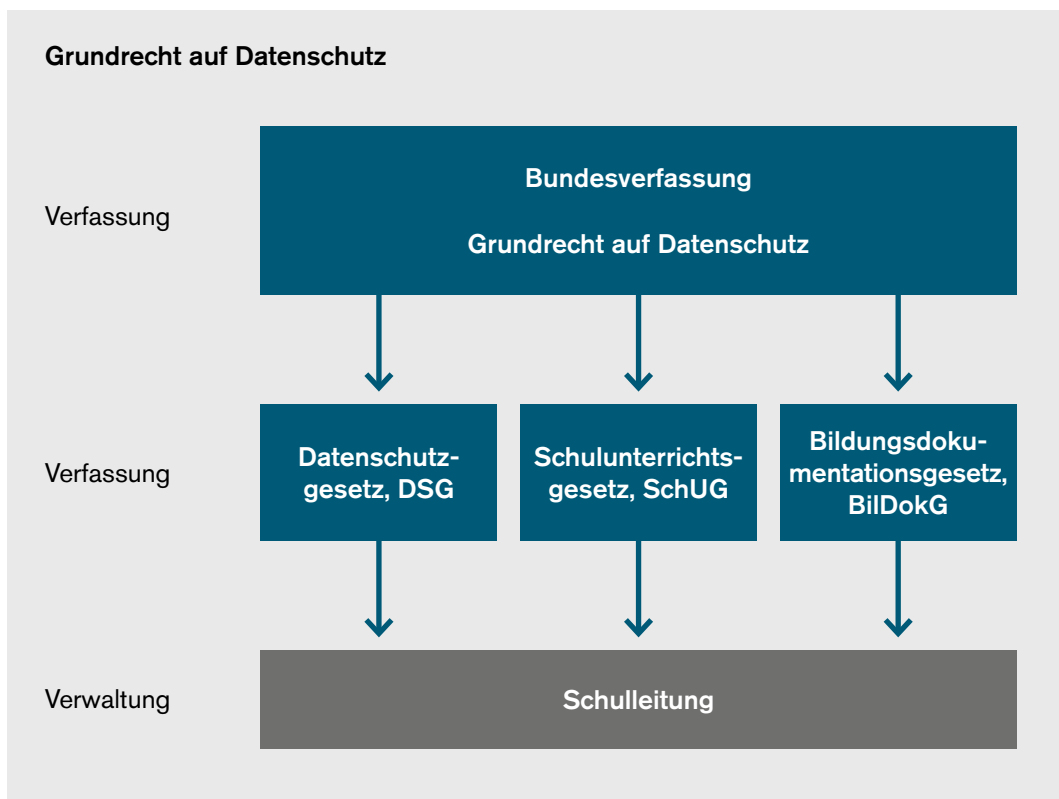 Grundrecht auf Datenschutz
Verfassung
Bundesverfassung
Grundrecht auf Datenschutz
Verfassung
Datenschutz-
gesetz, DSG
Schulunterrichts-
gesetz, SchUG
Bildungsdoku-
mentationsgesetz,
BilDokG
Verwaltung
Schulleitung